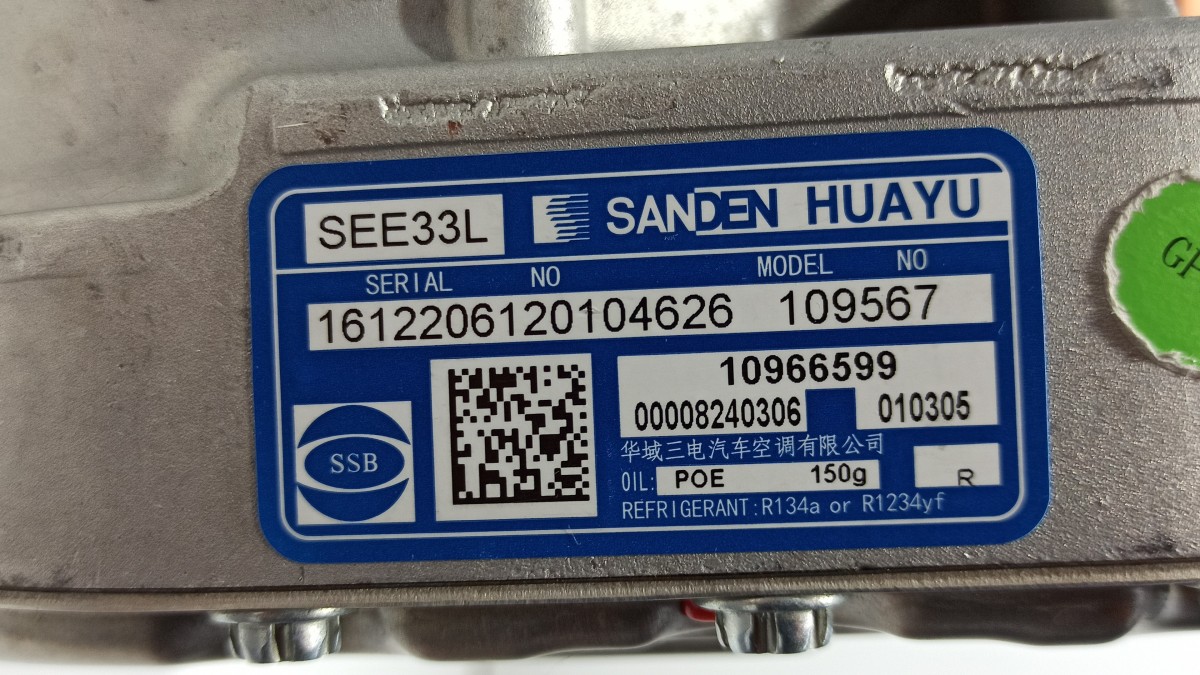 SEE33L SANDEN HUAYU
SERIAL NO MODEL NO
1612206120104626 109567
10966599
00008240306 010305
华域三电汽车空调有限公司
SSB
OIL: POE 150g R
REFRIGERANT:R134a or R1234yf